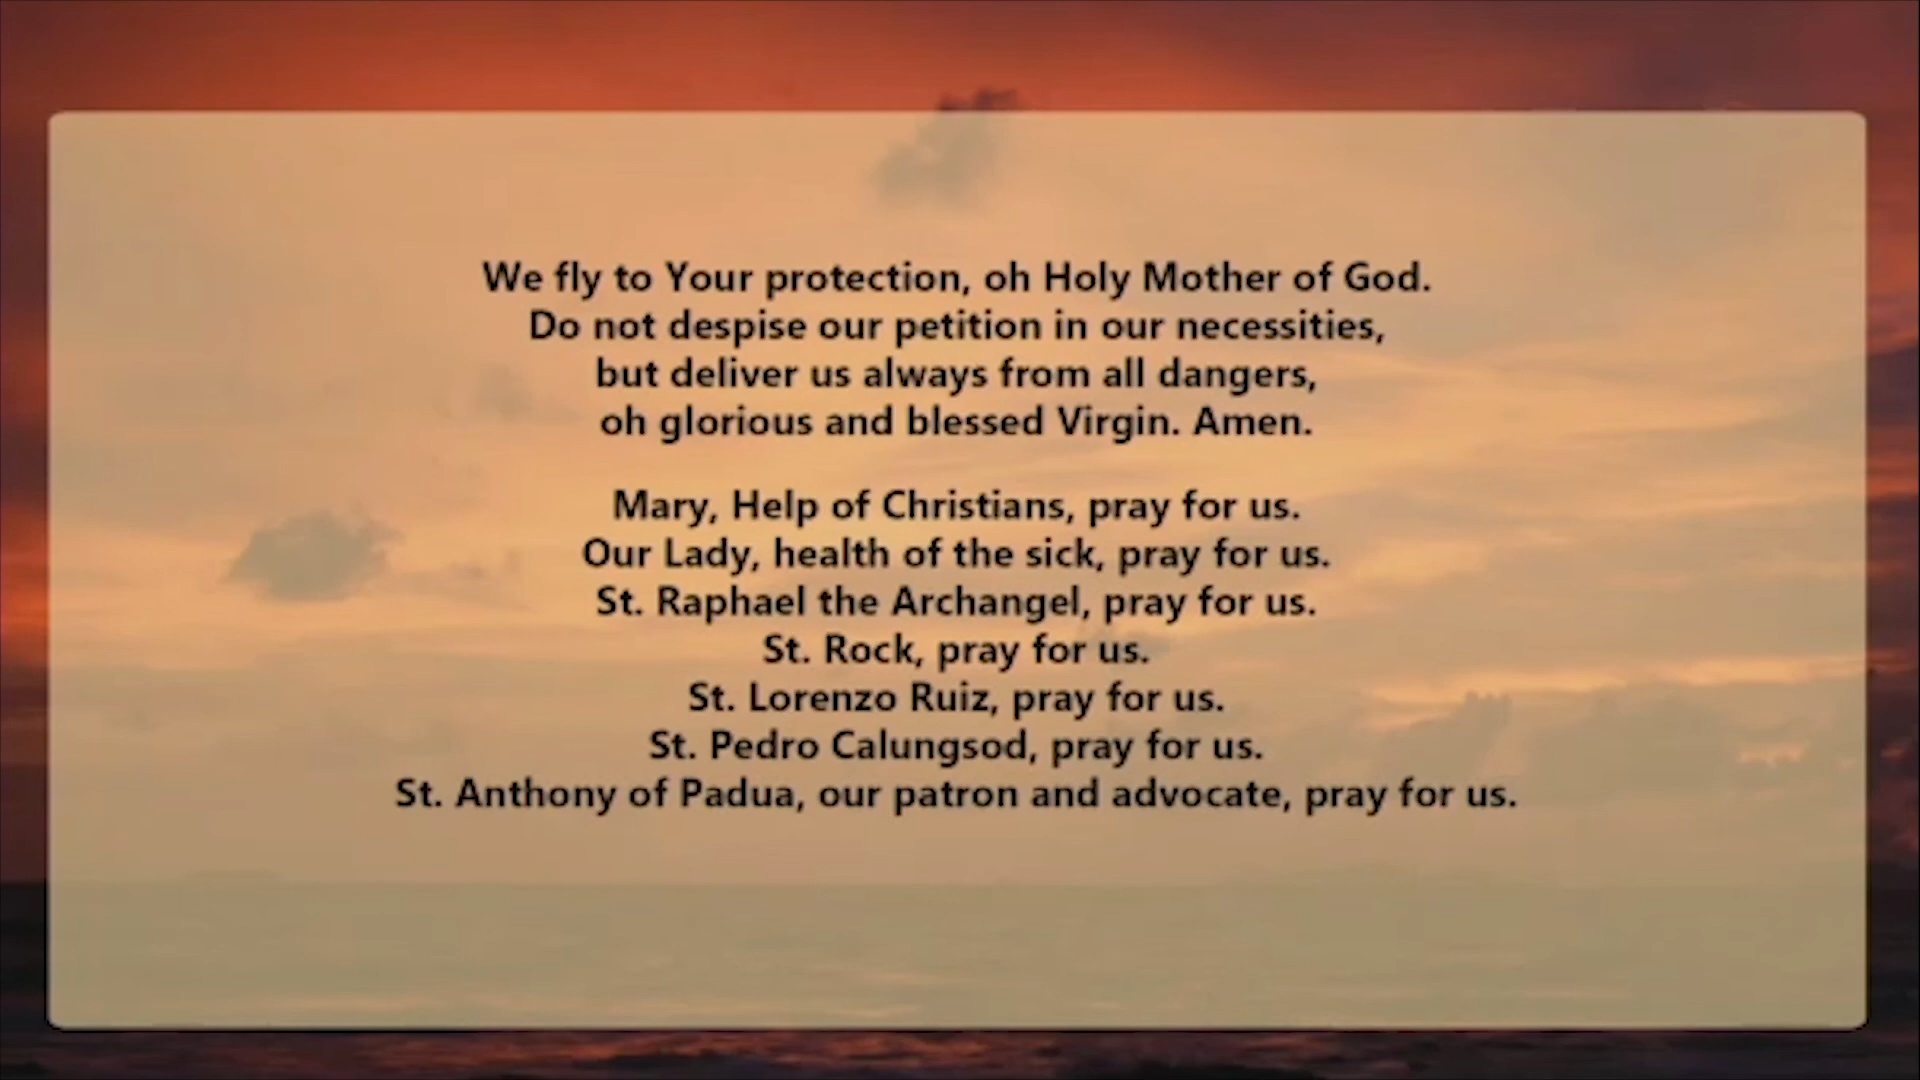 We fly to Your protection, oh Holy Mother of God.
Do not despise our petition in our necessities,
but deliver us always from all dangers,
oh glorious and blessed Virgin. Amen.
Mary, Help of Christians, pray for us.
Our Lady, health of the sick, pray for us.
St. Raphael the Archangel, pray for us.
St. Rock, pray for us.
St. Lorenzo Ruiz, pray for us.
St. Pedro Calungsod, pray for us.
St. Anthony of Padua, our patron and advocate, pray for us.